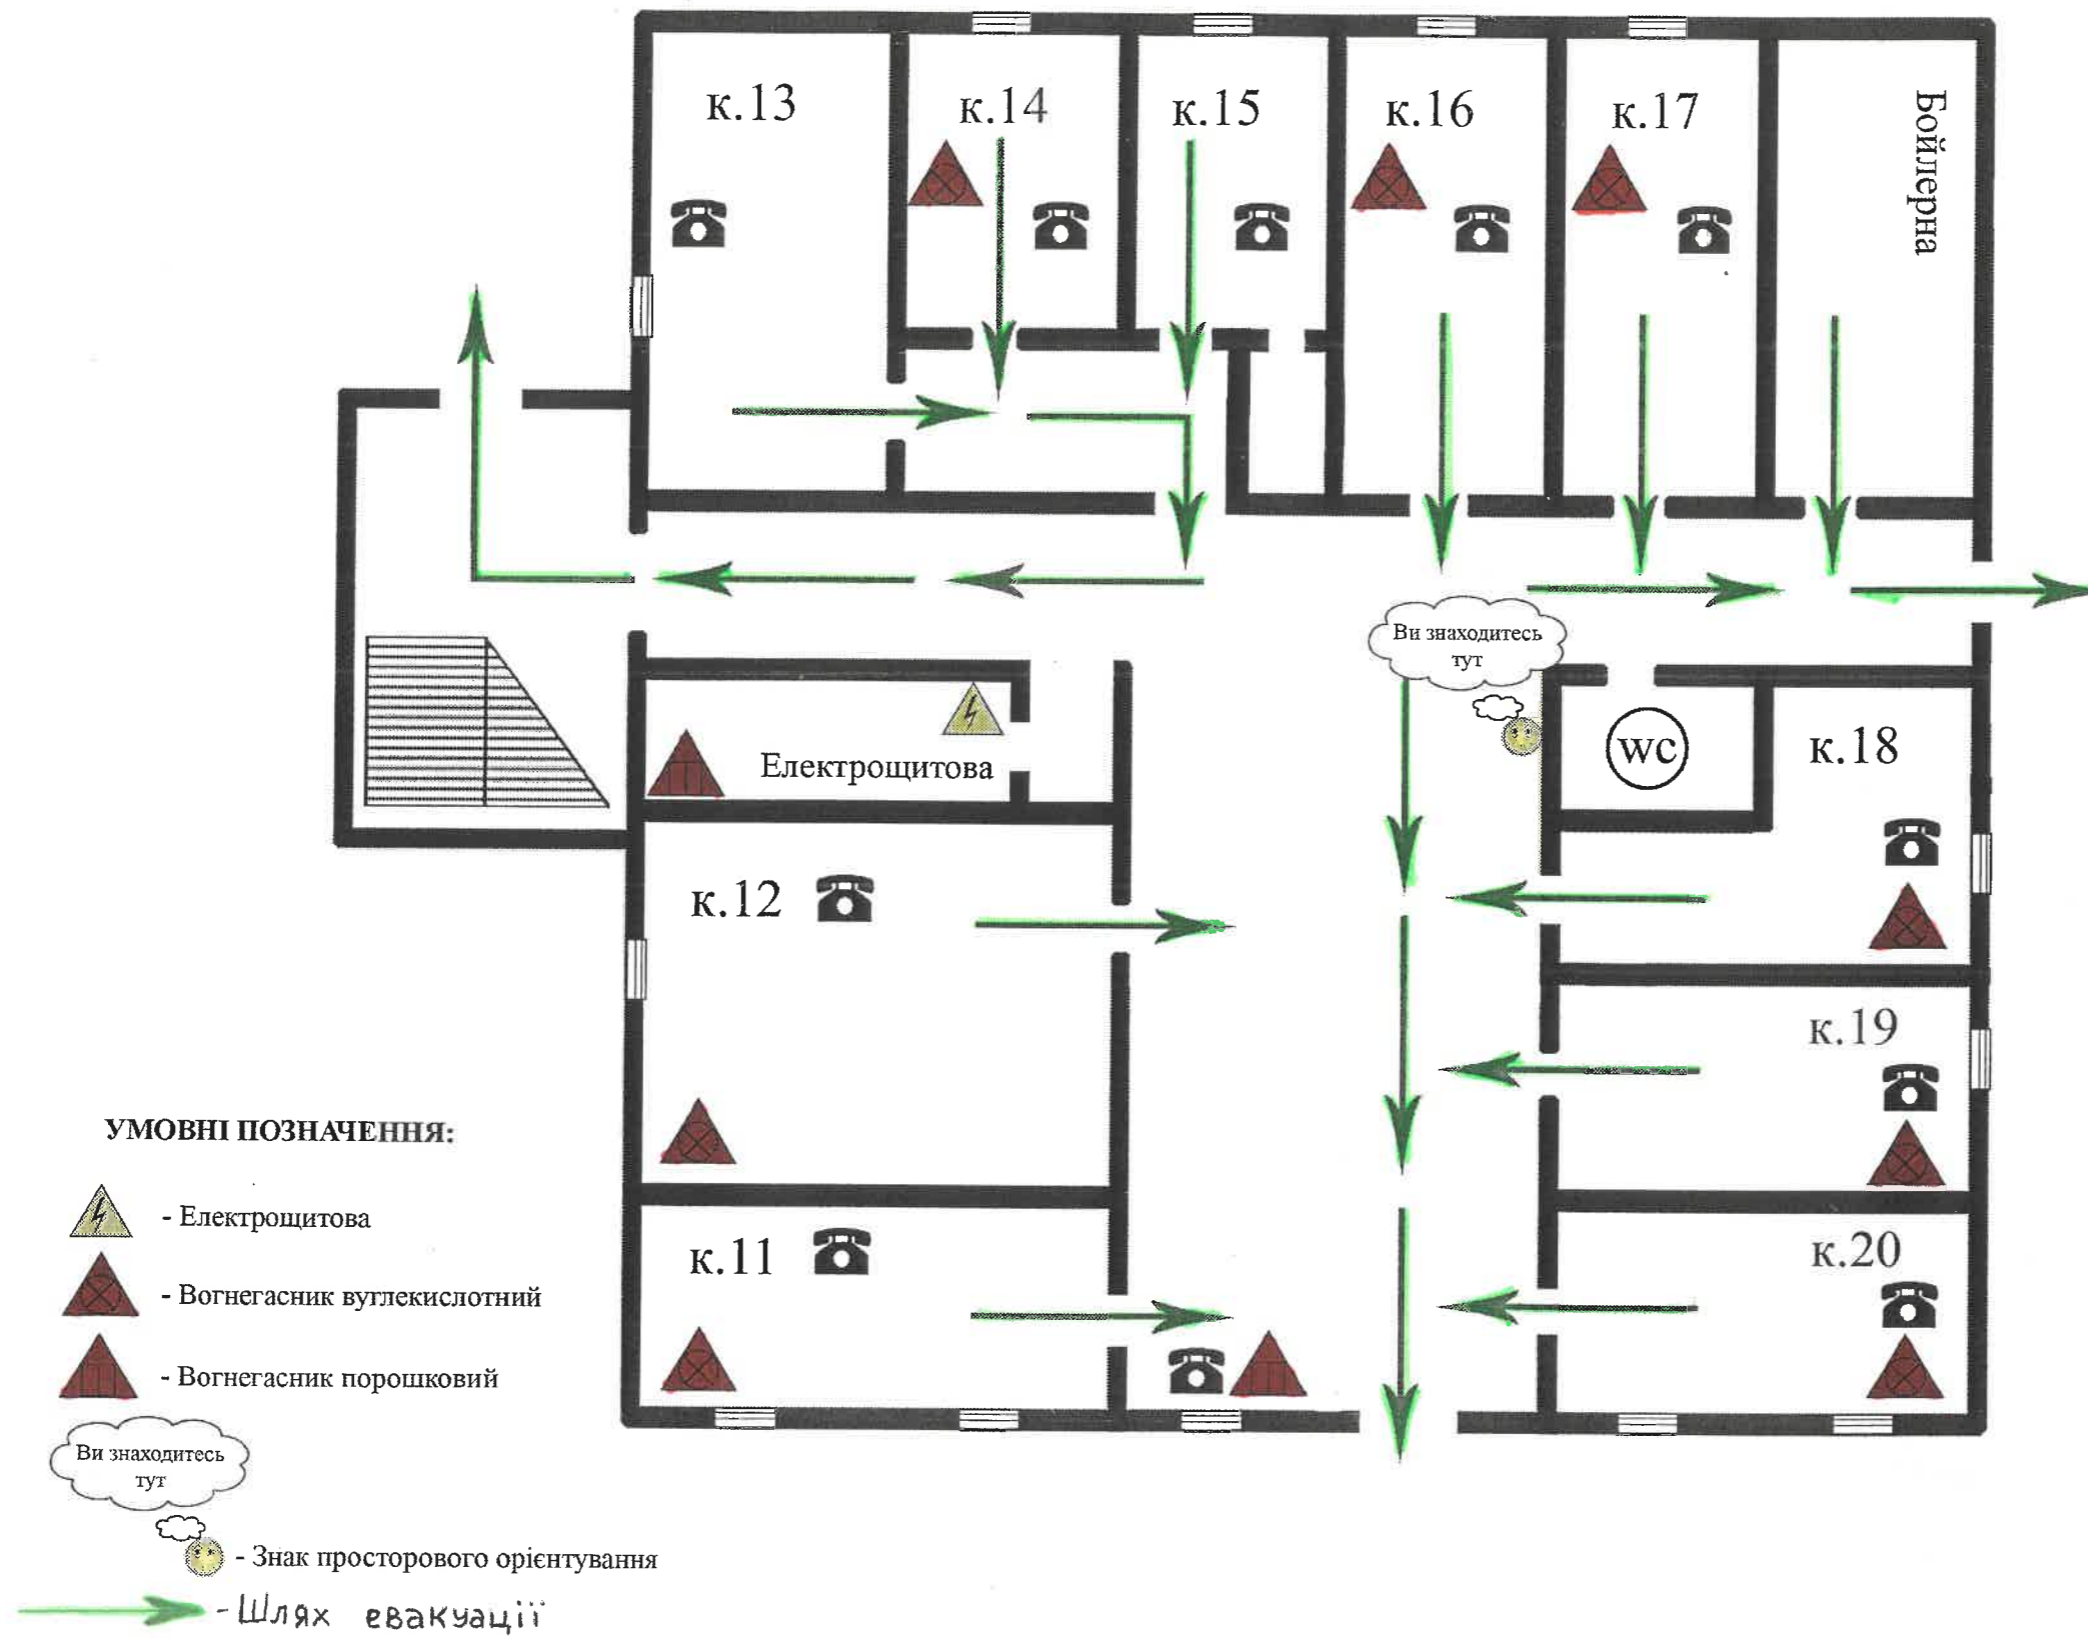 к.13
к.14
к.15
к.16
к.17
Бойлерна
Ви знаходитесь
тут
Електрощитова
wc
к.18
к.12
к.19
к.11
к.20
УМОВНІ ПОЗНАЧЕННЯ:
- Електрощитова
- Вогнегасник вуглекислотний
- Вогнегасник порошковий
Ви знаходитесь
тут
- Знак просторового орієнтування
- Шлях евакуації